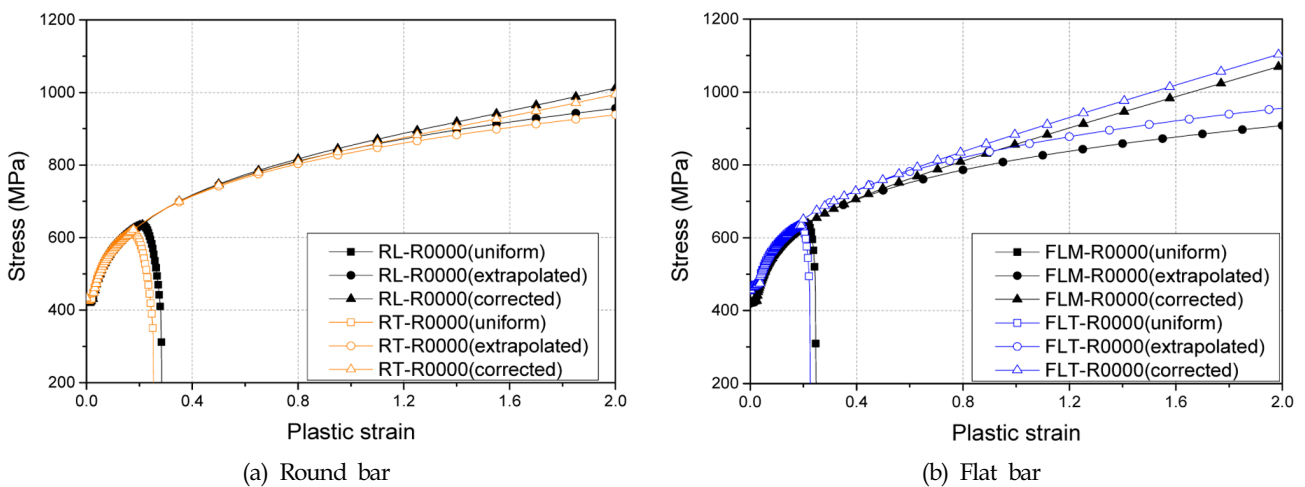 1200
1000
800
600
400
200
0.0
0.4
0.8
1.2
1.6
2.0
Stress (MPa)
Plastic strain
RL-R0000(uniform)
RL-R0000(extrapolated)
RL-R0000(corrected)
RT-R0000(uniform)
RT-R0000(extrapolated)
RT-R0000(corrected)
(a) Round bar
1200
1000
800
600
400
200
0.0
0.4
0.8
1.2
1.6
2.0
Stress (MPa)
Plastic strain
FLM-R0000(uniform)
FLM-R0000(extrapolated)
FLM-R0000(corrected)
FLT-R0000(uniform)
FLT-R0000(extrapolated)
FLT-R0000(corrected)
(b) Flat bar